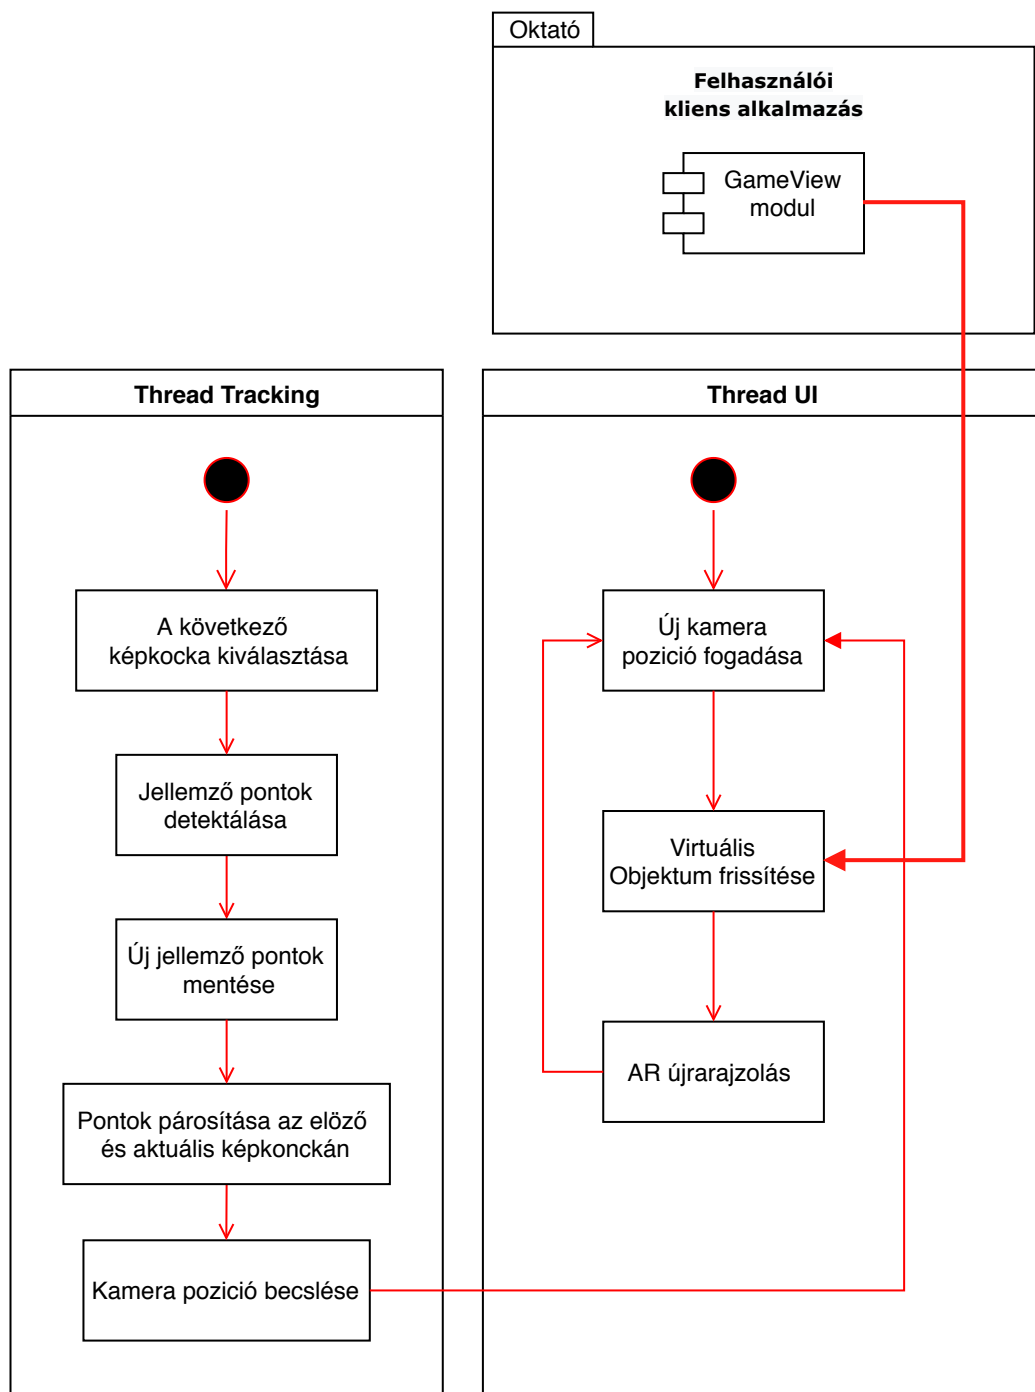 Oktató
Felhasználói
kliens alkalmazás
GameView
modul
Thread Tracking
A következő
képkocka kiválasztása
Jellemző pontok
detektálása
Új jellemző pontok
mentése
Pontok párosítása az elöző
és aktuális képkonckán
Kamera pozició becslése
Thread UI
Új kamera
pozició fogadása
Virtuális
Objektum frissítése
AR újrarajzolás